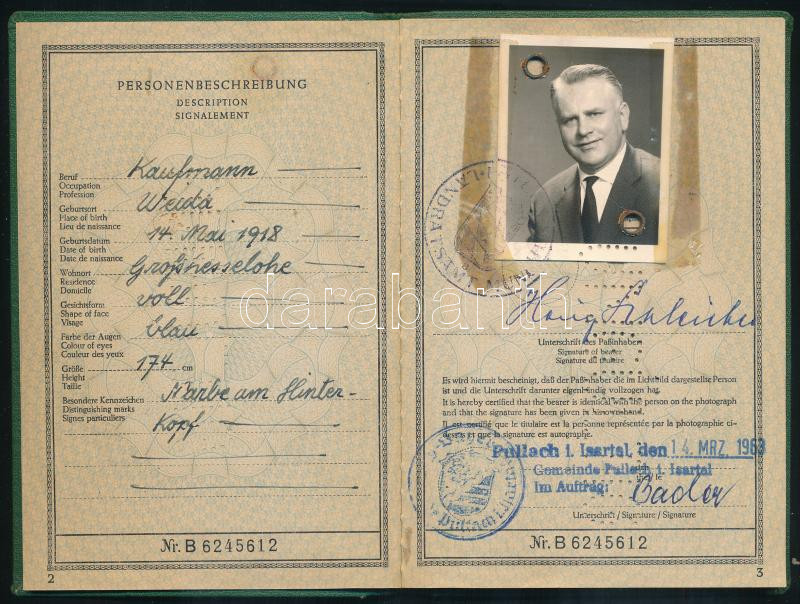 PERSONENBESCHREIBUNG
DESCRIPTION
SIGNALEMENT
Beruf Kaufmann
Occupation
Profession
Geburtsort Weida
Place of birth
Lieu de naissance
Geburtsdatum 14. Mai 1918
Date of birth
Date de naissance
Wohnort Großhesselohe
Residence
Domicile
Gesichtsform voll
Shape of face
Visage
Farbe der Augen blau
Colour of eyes
Couleur des yeux
Größe 174 cm
Height
Taille
Besondere Kennzeichen Narbe am Hinter-
Distinguishing marks
Signes particuliers Kopf
Nr. B 6245612
2
LANDRATSAMT
Unterschrift des Paßinhabers
Signature of bearer
Signature du titulaire
Es wird hiermit bescheinigt, daß der Paßinhaber die im Lichtbild dargestellte Person
ist und die Unterschrift darunter eigenhändig vollzogen hat.
It is hereby certified that the bearer is identical with the person on the photograph
and that the signature has been given in his own hand.
Il est certifié que le titulaire est la personne représentée par la photographie ci-
dessus et que la signature est autographe.
Pullach i. Isartal, den 14. MRZ. 1963
Gemeinde Pullach i. Isartal
Im Auftrag:
Bader
Unterschrift / Signature / Signature
Nr. B 6245612
3
darabanth